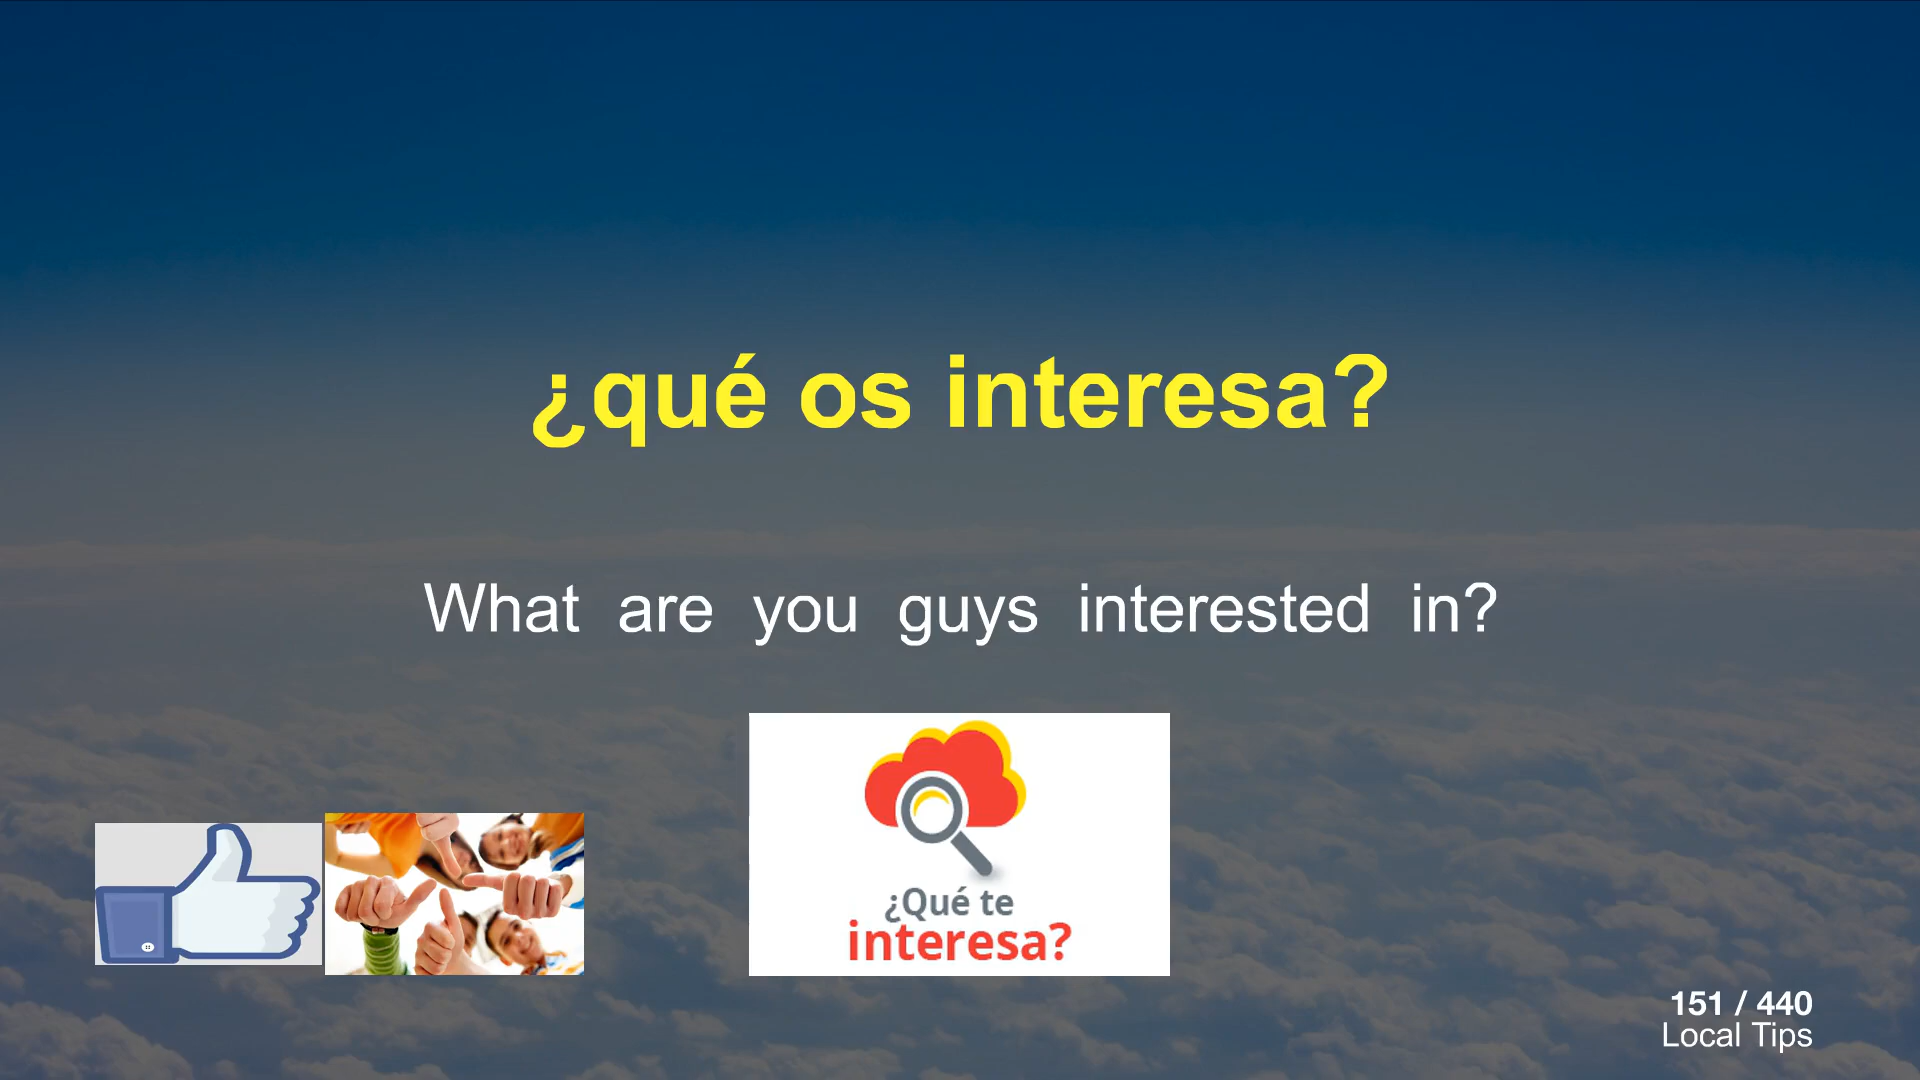 ¿qué os interesa?
What are you guys interested in?
¿Qué te
interesa?
151 / 440
Local Tips